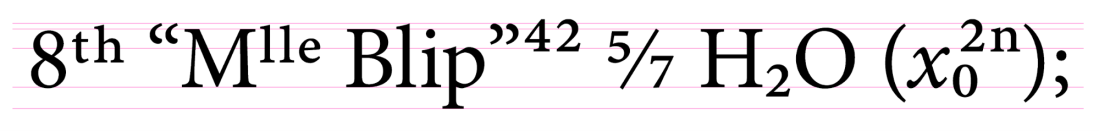 8ᵗʰ “Mˡˡᵉ Blip”⁴² ⁵⁄₇ H₂O (x₀²ⁿ);